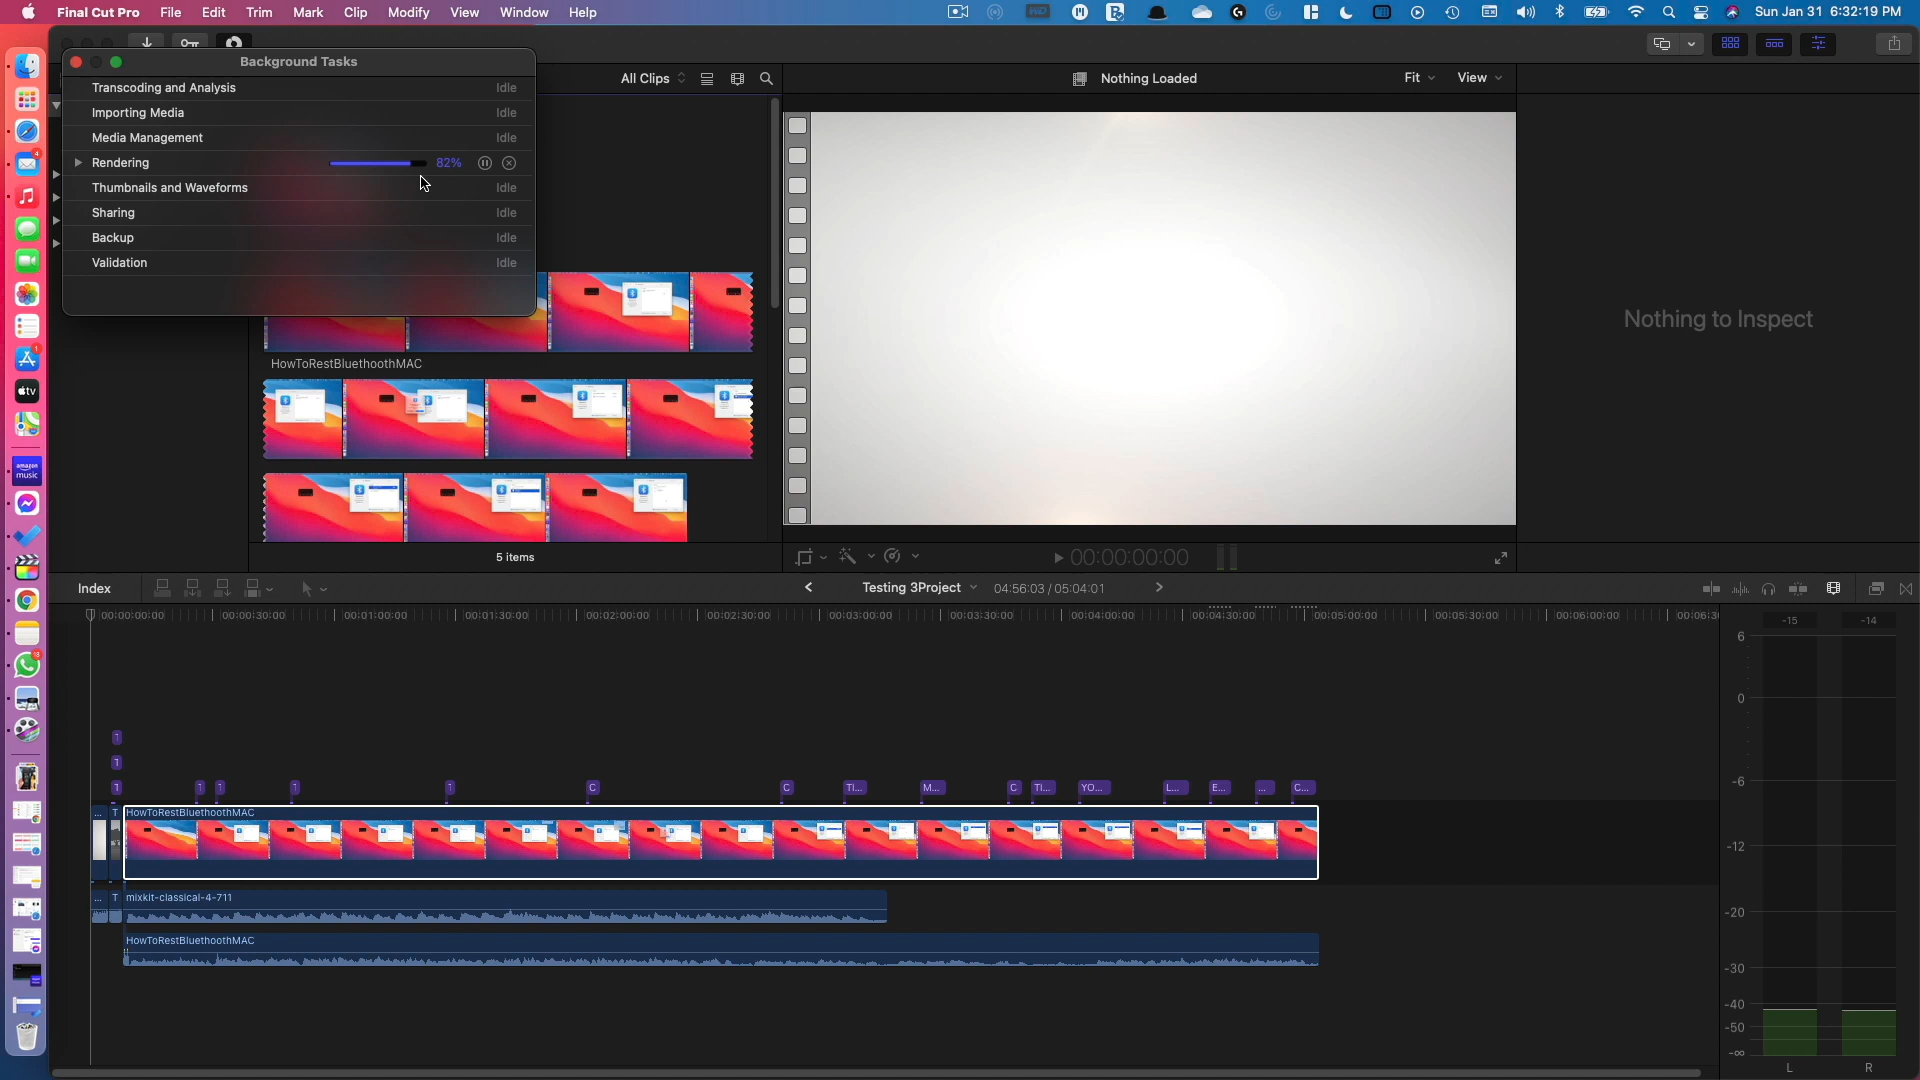 Final Cut Pro File Edit Trim Mark Clip Modify View Window Help
Sun Jan 31 6:32:19 PM
Background Tasks
Transcoding and Analysis Idle
Importing Media Idle
Media Management Idle
Rendering 82%
Thumbnails and Waveforms Idle
Sharing Idle
Backup Idle
Validation Idle
All Clips
Nothing Loaded
Fit
View
HowToRestBluethoothMAC
5 items
Nothing to Inspect
00:00:00:00
Index
Testing 3Project
04:56:03 / 05:04:01
00:00:00:00 00:00:30:00 00:01:00:00 00:01:30:00 00:02:00:00 00:02:30:00 00:03:00:00 00:03:30:00 00:04:00:00 00:04:30:00 00:05:00:00 00:05:30:00 00:06:00:00 00:06:3
T
T
T T T T T C C Ti... M... C Ti... YO... L... E... ... C...
... T HowToRestBluethoothMAC
... T mixkit-classical-4-711
HowToRestBluethoothMAC
-15 -14
6
0
-6
-12
-20
-30
-40
-50
-∞
L R
tv
amazon music
4
1